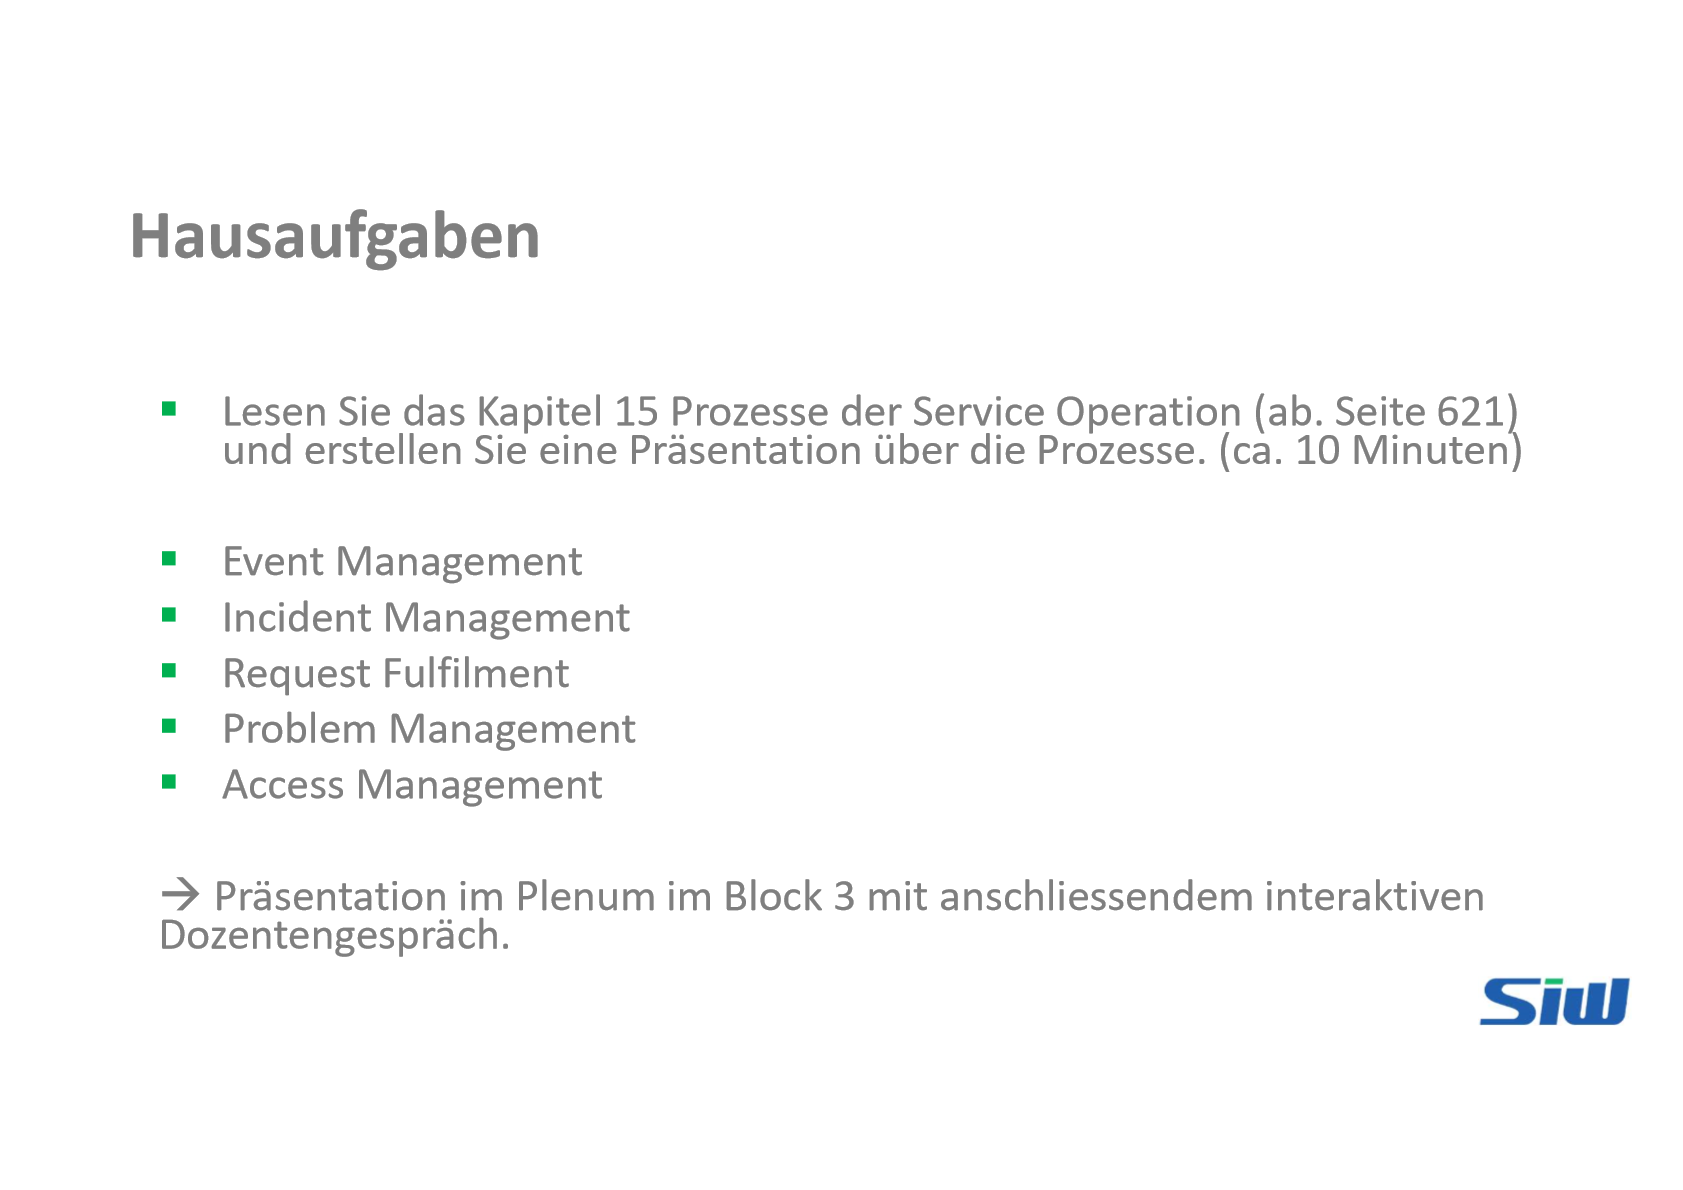 Hausaufgaben
▪ Lesen Sie das Kapitel 15 Prozesse der Service Operation (ab. Seite 621)
und erstellen Sie eine Präsentation über die Prozesse. (ca. 10 Minuten)
▪ Event Management
▪ Incident Management
▪ Request Fulfilment
▪ Problem Management
▪ Access Management
→ Präsentation im Plenum im Block 3 mit anschliessendem interaktiven
Dozentengespräch.
Siw